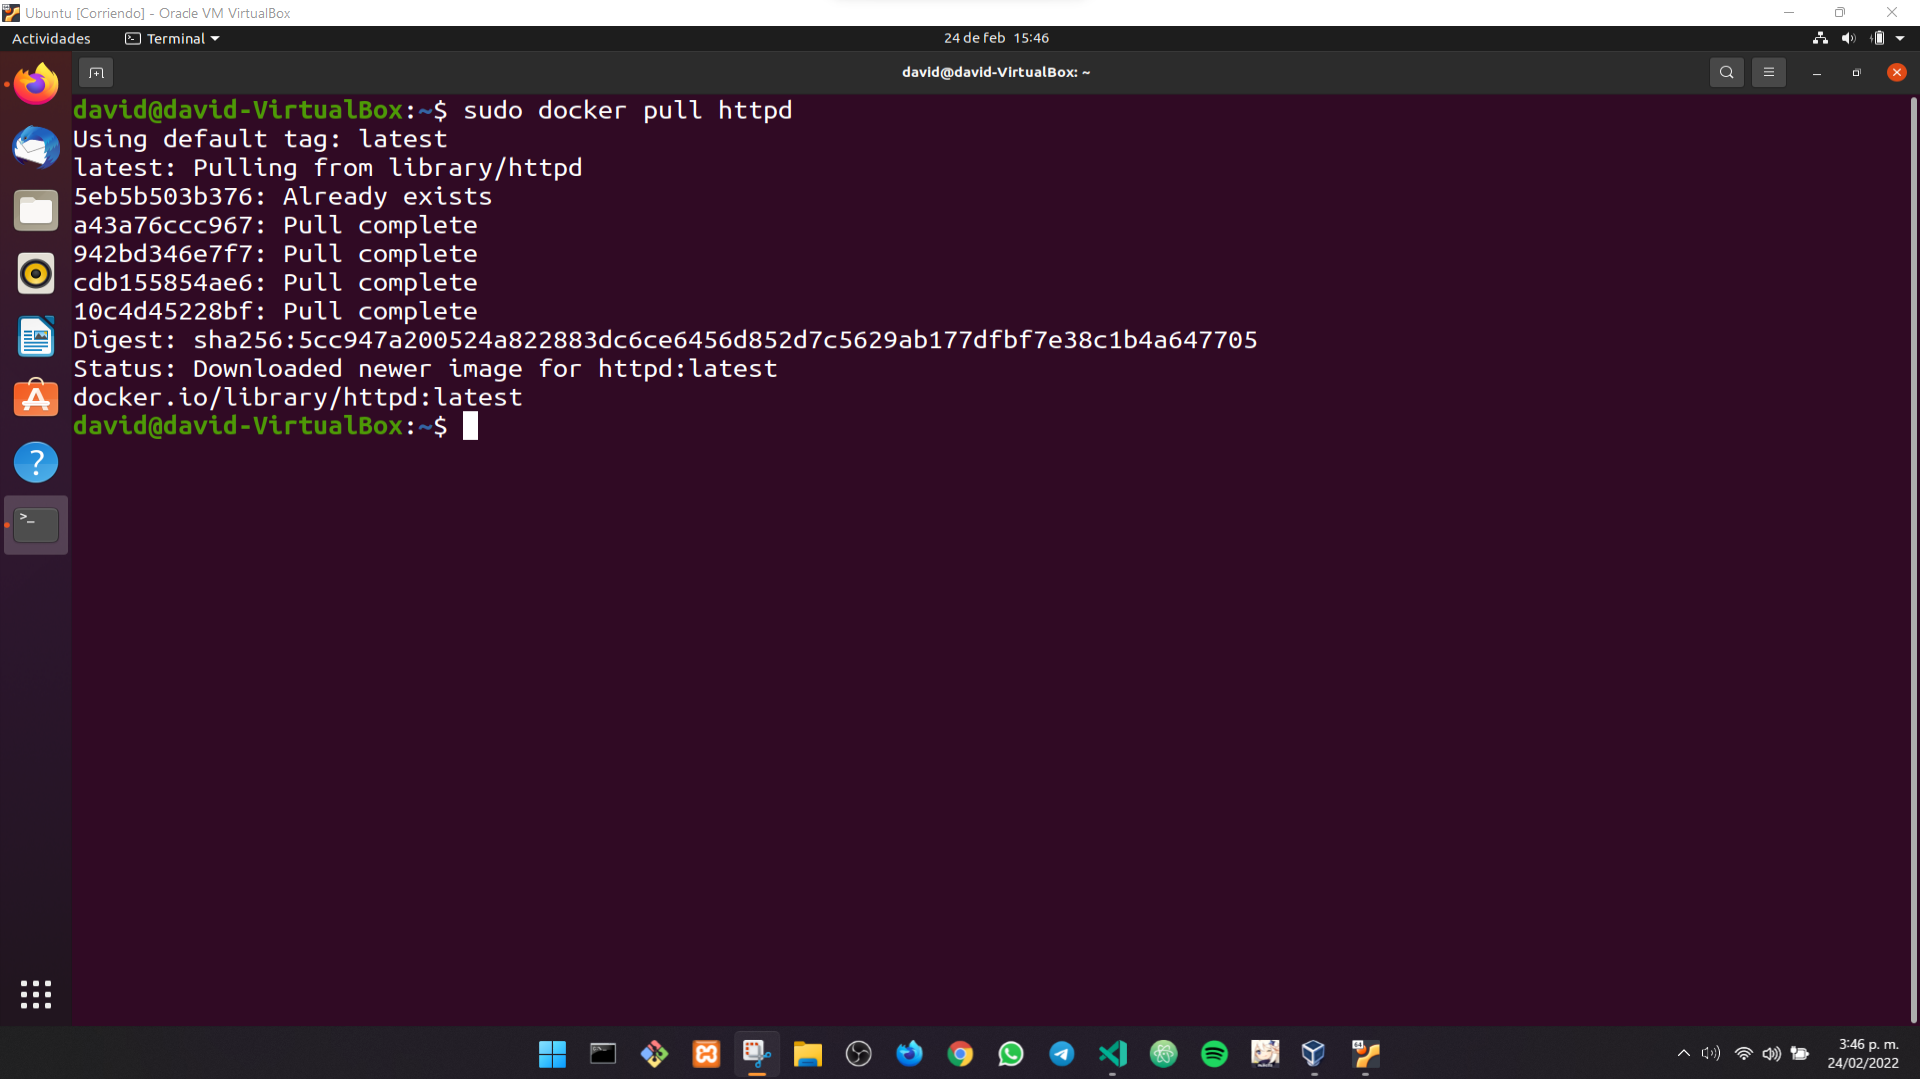 Ubuntu [Corriendo] - Oracle VM VirtualBox
Actividades Terminal 24 de feb 15:46
david@david-VirtualBox: ~
david@david-VirtualBox:~$ sudo docker pull httpd
Using default tag: latest
latest: Pulling from library/httpd
5eb5b503b376: Already exists
a43a76ccc967: Pull complete
942bd346e7f7: Pull complete
cdb155854ae6: Pull complete
10c4d45228bf: Pull complete
Digest: sha256:5cc947a200524a822883dc6ce6456d852d7c5629ab177dfbf7e38c1b4a647705
Status: Downloaded newer image for httpd:latest
docker.io/library/httpd:latest
david@david-VirtualBox:~$
3:46 p. m.
24/02/2022